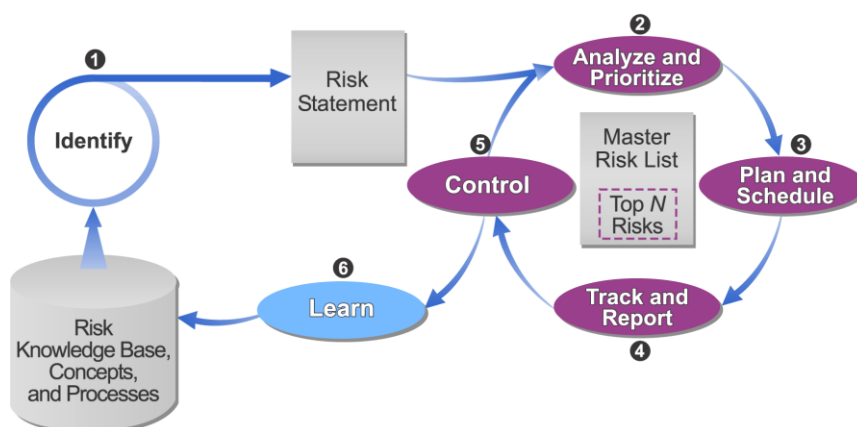 1
Identify
Risk
Statement
2
Analyze and
Prioritize
3
Plan and
Schedule
Master
Risk List
Top N
Risks
4
Track and
Report
5
Control
6
Learn
Risk
Knowledge Base,
Concepts,
and Processes